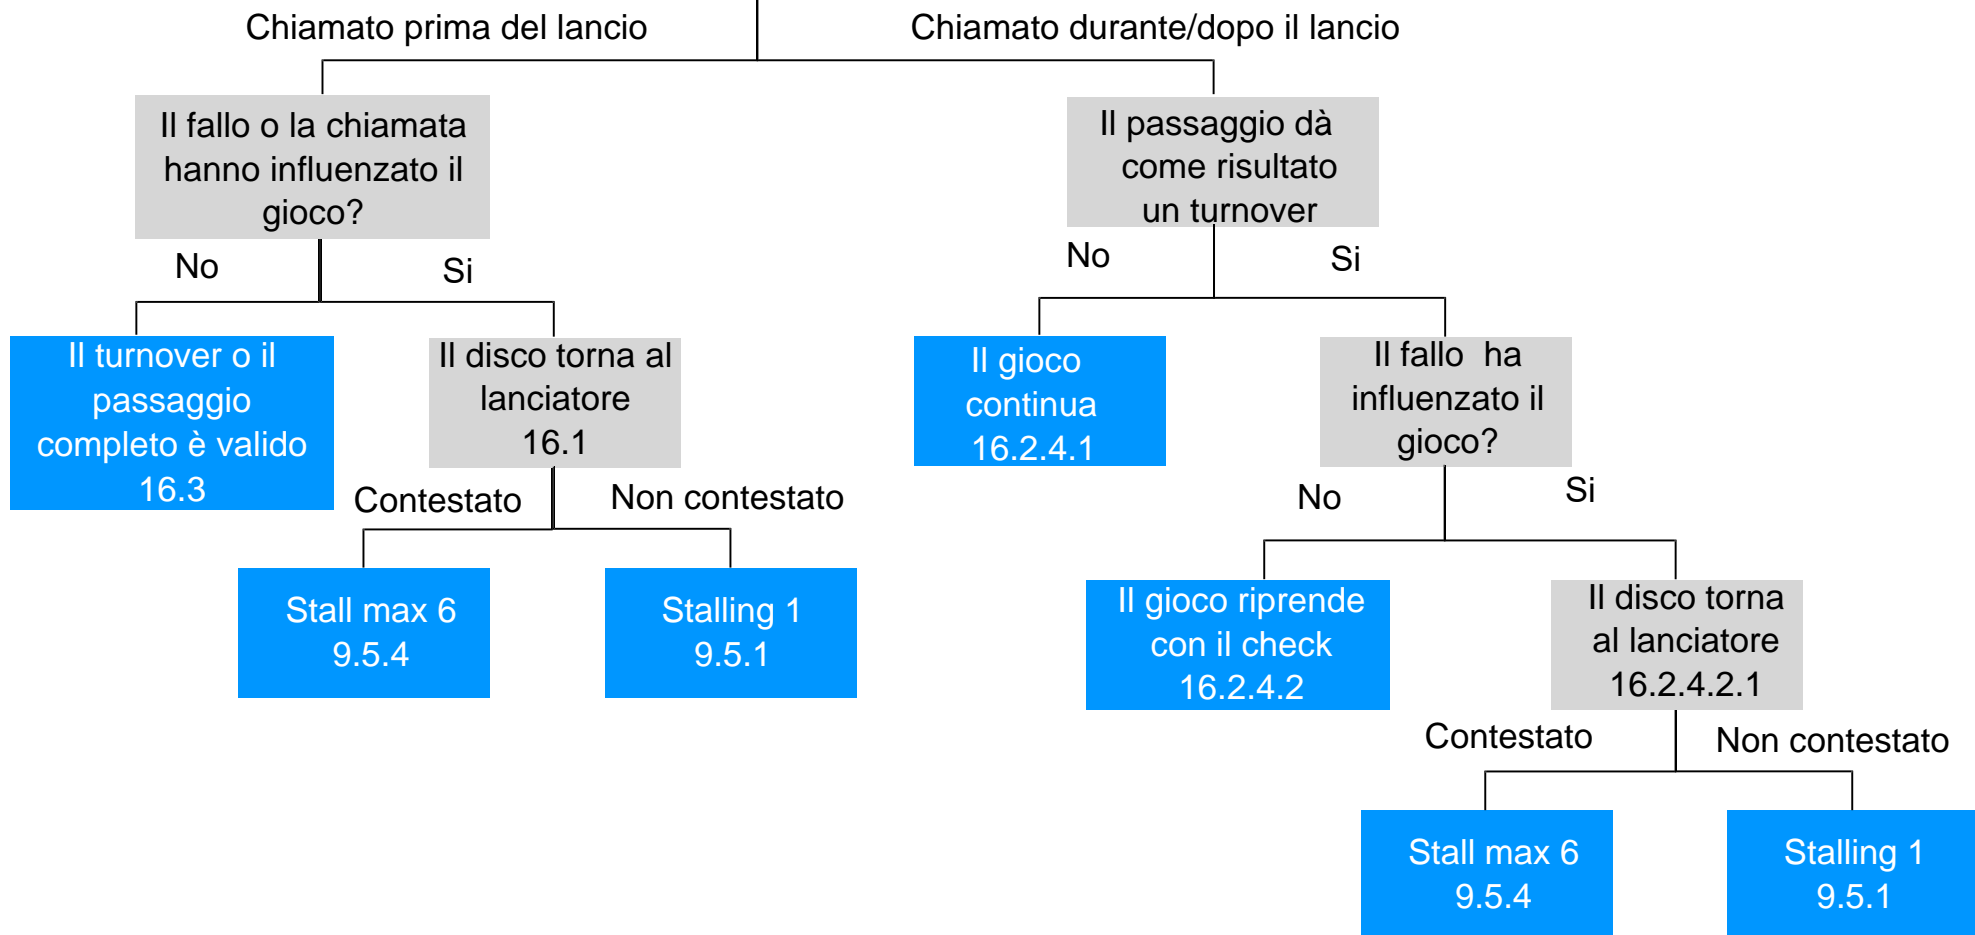 Chiamato prima del lancio
Chiamato durante/dopo il lancio
Il fallo o la chiamata
hanno influenzato il
gioco?
Il passaggio dà
come risultato
un turnover
No
Si
No
Si
Il turnover o il
passaggio
completo è valido
16.3
Il disco torna al
lanciatore
16.1
Il gioco
continua
16.2.4.1
Il fallo  ha
influenzato il
gioco?
Contestato
Non contestato
No
Si
Stall max 6
9.5.4
Stalling 1
9.5.1
Il gioco riprende
con il check
16.2.4.2
Il disco torna
al lanciatore
16.2.4.2.1
Contestato
Non contestato
Stall max 6
9.5.4
Stalling 1
9.5.1